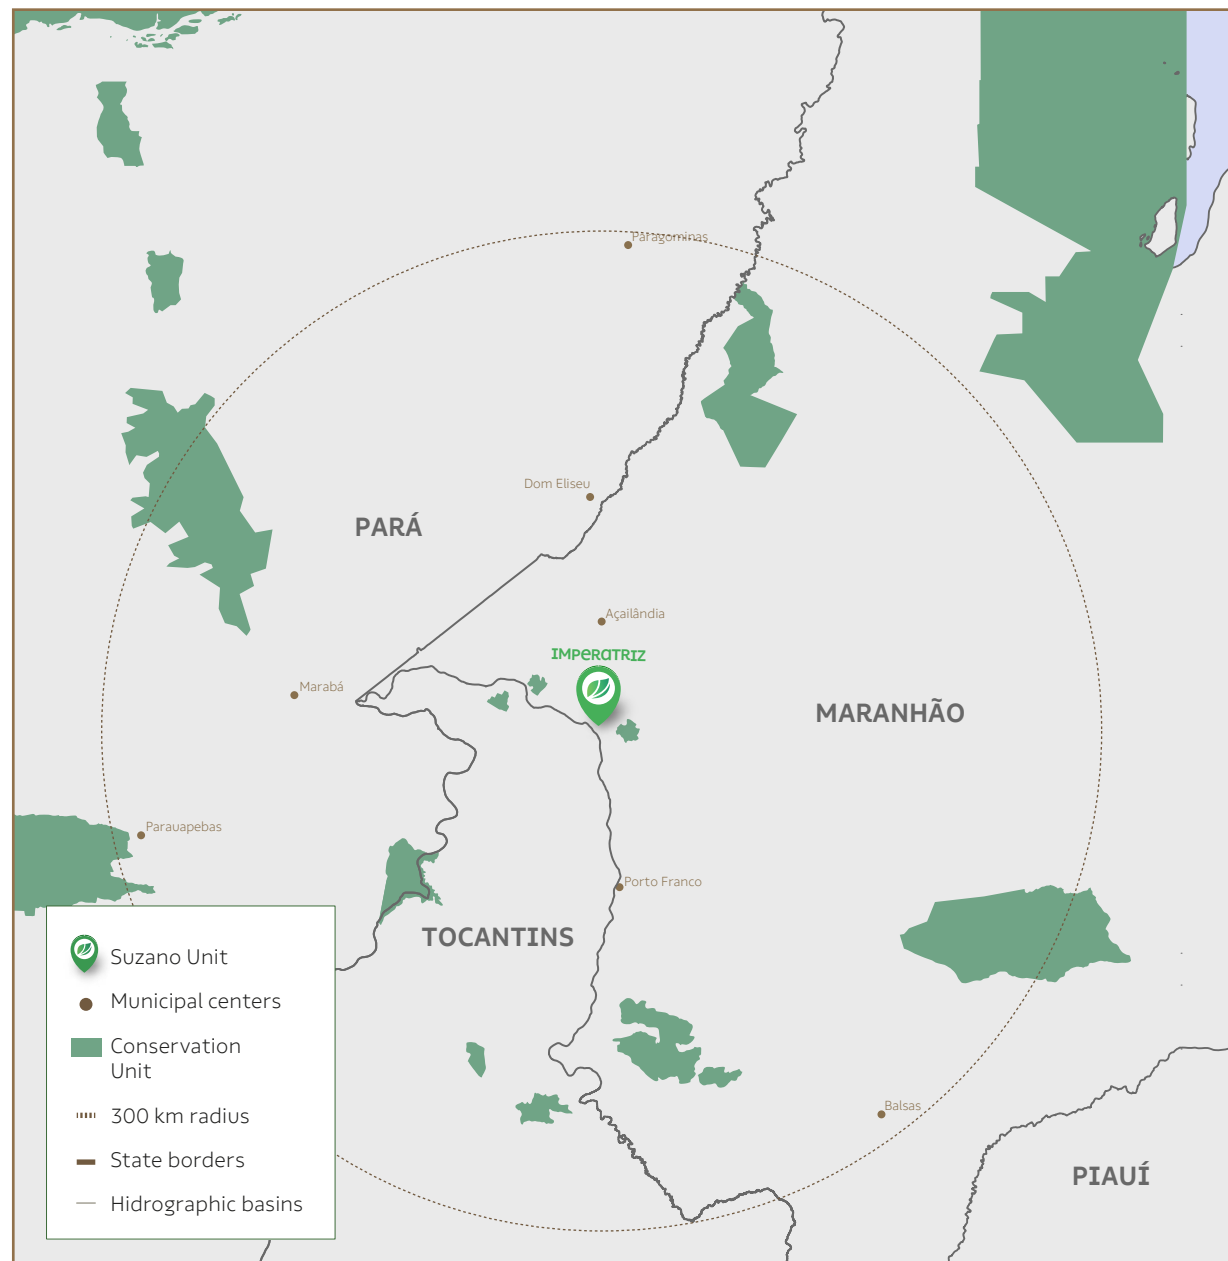 Paragominas
Dom Eliseu
PARÁ
Açailândia
IMPERATRIZ
Marabá
MARANHÃO
Parauapebas
Porto Franco
TOCANTINS
Balsas
PIAUÍ
Suzano Unit
Municipal centers
Conservation
Unit
300 km radius
State borders
Hidrographic basins